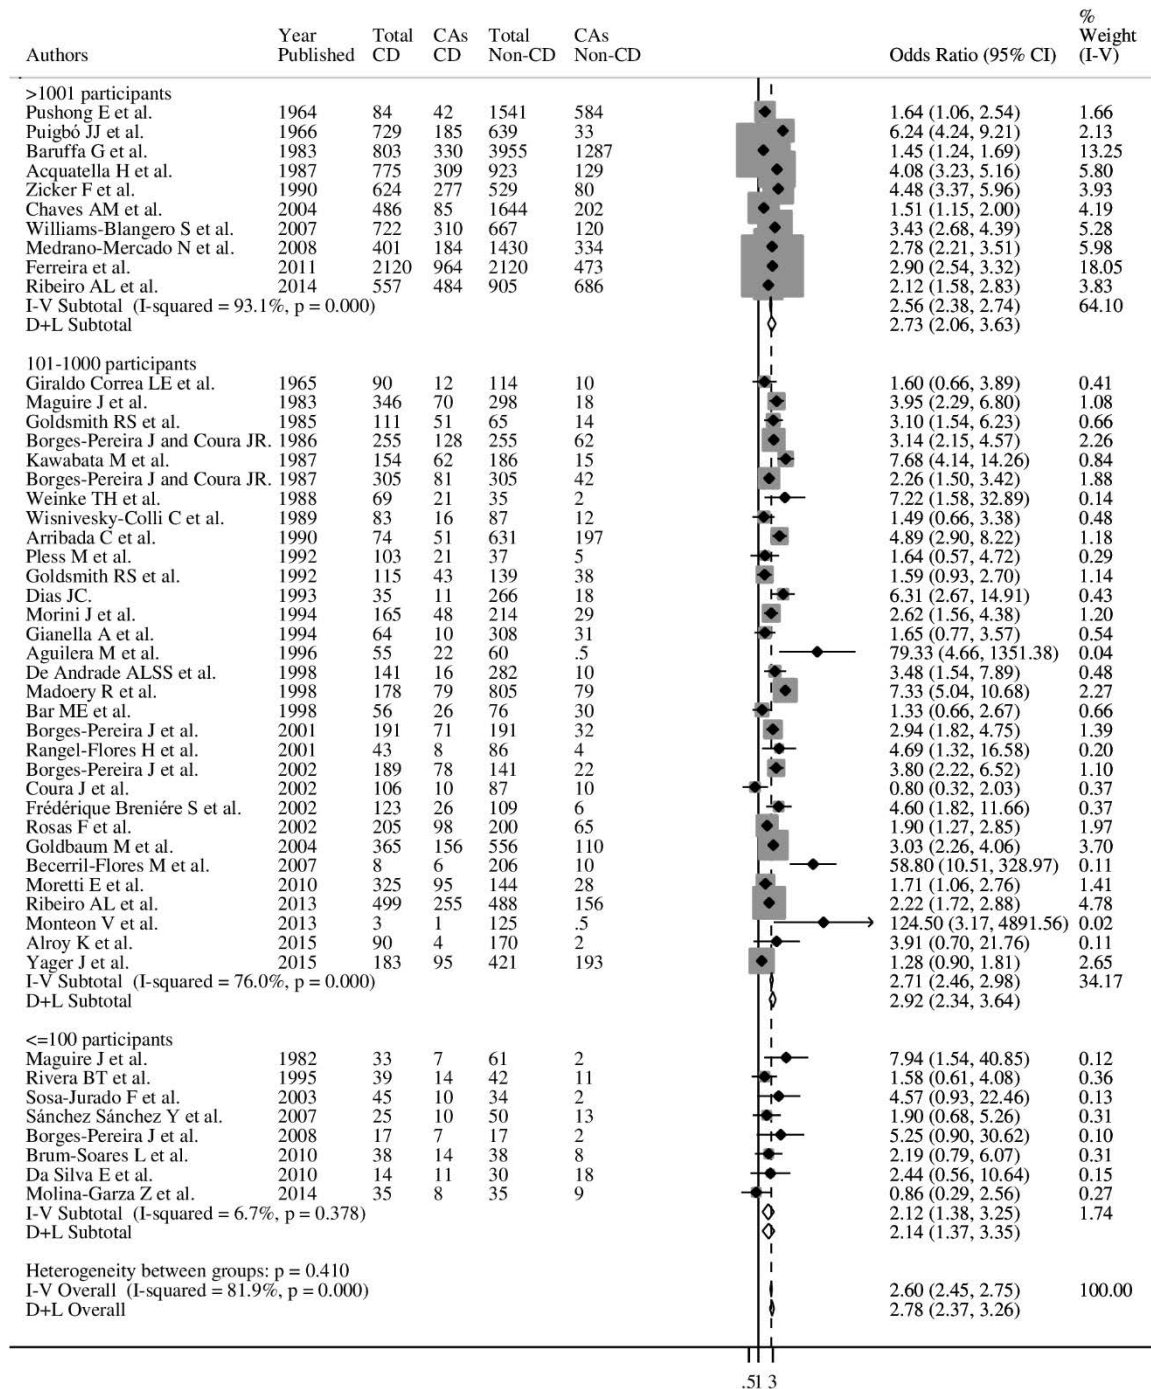 %
Year Total CAs Total CAs Weight
Authors Published CD CD Non-CD Non-CD Odds Ratio (95% CI) (I-V)
>1001 participants
Pushong E et al. 1964 84 42 1541 584 1.64 (1.06, 2.54) 1.66
Puigbó JJ et al. 1966 729 185 639 33 6.24 (4.24, 9.21) 2.13
Baruffa G et al. 1983 803 330 3955 1287 1.45 (1.24, 1.69) 13.25
Acquatella H et al. 1987 775 309 923 129 4.08 (3.23, 5.16) 5.80
Zicker F et al. 1990 624 277 529 80 4.48 (3.37, 5.96) 3.93
Chaves AM et al. 2004 486 85 1644 202 1.51 (1.15, 2.00) 4.19
Williams-Blangero S et al. 2007 722 310 667 120 3.43 (2.68, 4.39) 5.28
Medrano-Mercado N et al. 2008 401 184 1430 334 2.78 (2.21, 3.51) 5.98
Ferreira et al. 2011 2120 964 2120 473 2.90 (2.54, 3.32) 18.05
Ribeiro AL et al. 2014 557 484 905 686 2.12 (1.58, 2.83) 3.83
I-V Subtotal (I-squared = 93.1%, p = 0.000) 2.56 (2.38, 2.74) 64.10
D+L Subtotal 2.73 (2.06, 3.63)
101-1000 participants
Giraldo Correa LE et al. 1965 90 12 114 10 1.60 (0.66, 3.89) 0.41
Maguire J et al. 1983 346 70 298 18 3.95 (2.29, 6.80) 1.08
Goldsmith RS et al. 1985 111 51 65 14 3.10 (1.54, 6.23) 0.66
Borges-Pereira J and Coura JR. 1986 255 128 255 62 3.14 (2.15, 4.57) 2.26
Kawabata M et al. 1987 154 62 186 15 7.68 (4.14, 14.26) 0.84
Borges-Pereira J and Coura JR. 1987 305 81 305 42 2.26 (1.50, 3.42) 1.88
Weinke TH et al. 1988 69 21 35 2 7.22 (1.58, 32.89) 0.14
Wisnivesky-Colli C et al. 1989 83 16 87 12 1.49 (0.66, 3.38) 0.48
Arribada C et al. 1990 74 51 631 197 4.89 (2.90, 8.22) 1.18
Pless M et al. 1992 103 21 37 5 1.64 (0.57, 4.72) 0.29
Goldsmith RS et al. 1992 115 43 139 38 1.59 (0.93, 2.70) 1.14
Dias JC. 1993 35 11 266 18 6.31 (2.67, 14.91) 0.43
Morini J et al. 1994 165 48 214 29 2.62 (1.56, 4.38) 1.20
Gianella A et al. 1994 64 10 308 31 1.65 (0.77, 3.57) 0.54
Aguilera M et al. 1996 55 22 60 .5 79.33 (4.66, 1351.38) 0.04
De Andrade ALSS et al. 1998 141 16 282 10 3.48 (1.54, 7.89) 0.48
Madoery R et al. 1998 178 79 805 79 7.33 (5.04, 10.68) 2.27
Bar ME et al. 1998 56 26 76 30 1.33 (0.66, 2.67) 0.66
Borges-Pereira J et al. 2001 191 71 191 32 2.94 (1.82, 4.75) 1.39
Rangel-Flores H et al. 2001 43 8 86 4 4.69 (1.32, 16.58) 0.20
Borges-Pereira J et al. 2002 189 78 141 22 3.80 (2.22, 6.52) 1.10
Coura J et al. 2002 106 10 87 10 0.80 (0.32, 2.03) 0.37
Frédérique Breniére S et al. 2002 123 26 109 6 4.60 (1.82, 11.66) 0.37
Rosas F et al. 2002 205 98 200 65 1.90 (1.27, 2.85) 1.97
Goldbaum M et al. 2004 365 156 556 110 3.03 (2.26, 4.06) 3.70
Becerril-Flores M et al. 2007 8 6 206 10 58.80 (10.51, 328.97) 0.11
Moretti E et al. 2010 325 95 144 28 1.71 (1.06, 2.76) 1.41
Ribeiro AL et al. 2013 499 255 488 156 2.22 (1.72, 2.88) 4.78
Monteon V et al. 2013 3 1 125 .5 124.50 (3.17, 4891.56) 0.02
Alroy K et al. 2015 90 4 170 2 3.91 (0.70, 21.76) 0.11
Yager J et al. 2015 183 95 421 193 1.28 (0.90, 1.81) 2.65
I-V Subtotal (I-squared = 76.0%, p = 0.000) 2.71 (2.46, 2.98) 34.17
D+L Subtotal 2.92 (2.34, 3.64)
<=100 participants
Maguire J et al. 1982 33 7 61 2 7.94 (1.54, 40.85) 0.12
Rivera BT et al. 1995 39 14 42 11 1.58 (0.61, 4.08) 0.36
Sosa-Jurado F et al. 2003 45 10 34 2 4.57 (0.93, 22.46) 0.13
Sánchez Sánchez Y et al. 2007 25 10 50 13 1.90 (0.68, 5.26) 0.31
Borges-Pereira J et al. 2008 17 7 17 2 5.25 (0.90, 30.62) 0.10
Brum-Soares L et al. 2010 38 14 38 8 2.19 (0.79, 6.07) 0.31
Da Silva E et al. 2010 14 11 30 18 2.44 (0.56, 10.64) 0.15
Molina-Garza Z et al. 2014 35 8 35 9 0.86 (0.29, 2.56) 0.27
I-V Subtotal (I-squared = 6.7%, p = 0.378) 2.12 (1.38, 3.25) 1.74
D+L Subtotal 2.14 (1.37, 3.35)
Heterogeneity between groups: p = 0.410
I-V Overall (I-squared = 81.9%, p = 0.000) 2.60 (2.45, 2.75) 100.00
D+L Overall 2.78 (2.37, 3.26)
.5 1 3